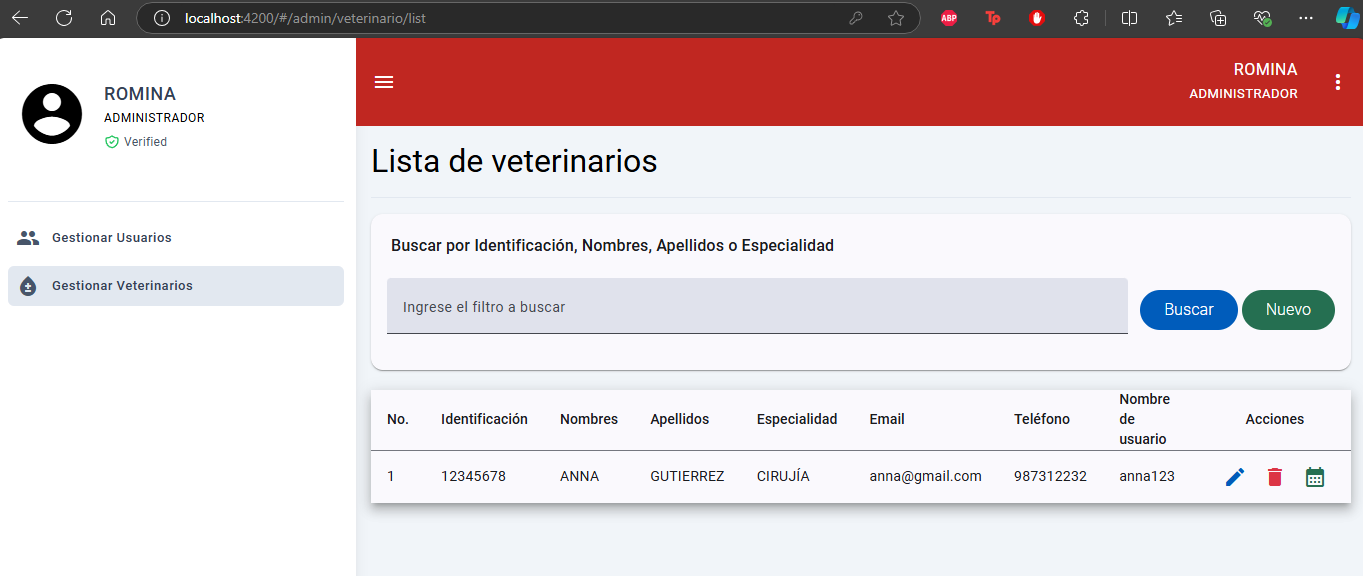 localhost:4200/#/admin/veterinario/list
ABP
Tp
ROMINA
ADMINISTRADOR
Verified
Gestionar Usuarios
Gestionar Veterinarios
ROMINA
ADMINISTRADOR
Lista de veterinarios
Buscar por Identificación, Nombres, Apellidos o Especialidad
Ingrese el filtro a buscar
Buscar
Nuevo
No. Identificación Nombres Apellidos Especialidad Email Teléfono Nombre de usuario Acciones
1 12345678 ANNA GUTIERREZ CIRUJÍA anna@gmail.com 987312232 anna123